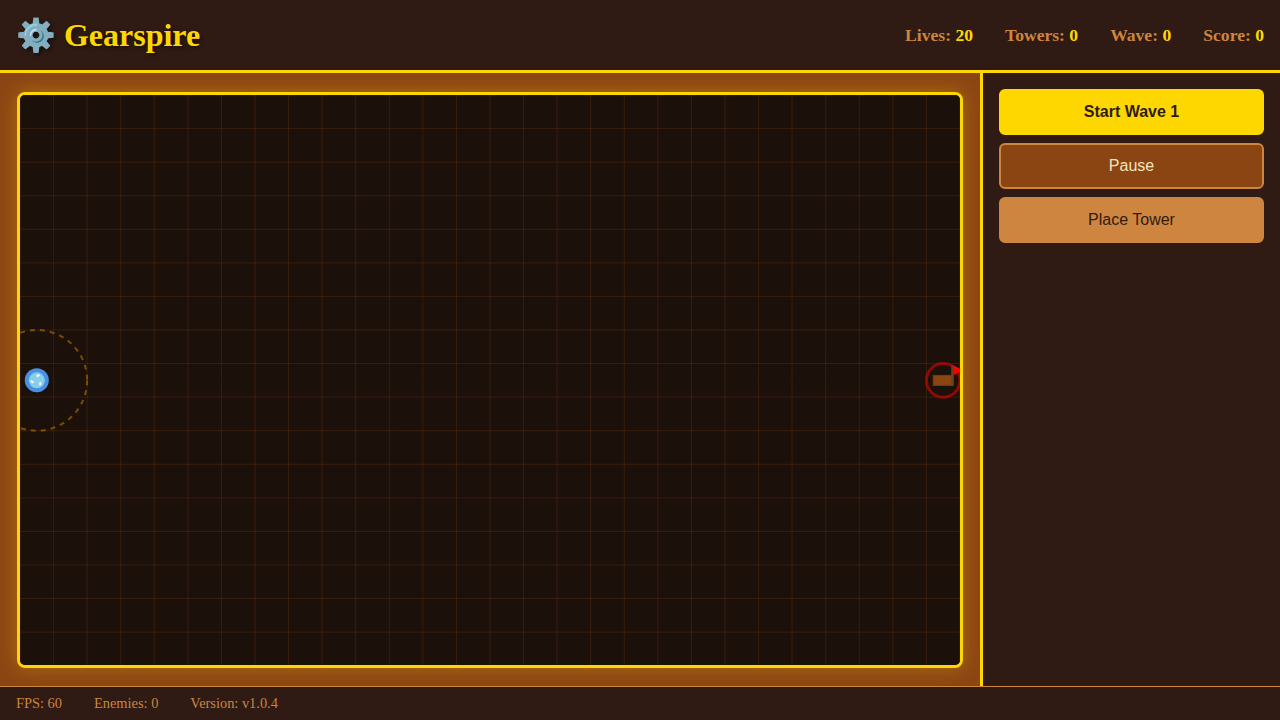 ⚙️ Gearspire
Lives: 20 Towers: 0 Wave: 0 Score: 0
Start Wave 1
Pause
Place Tower
FPS: 60 Enemies: 0 Version: v1.0.4